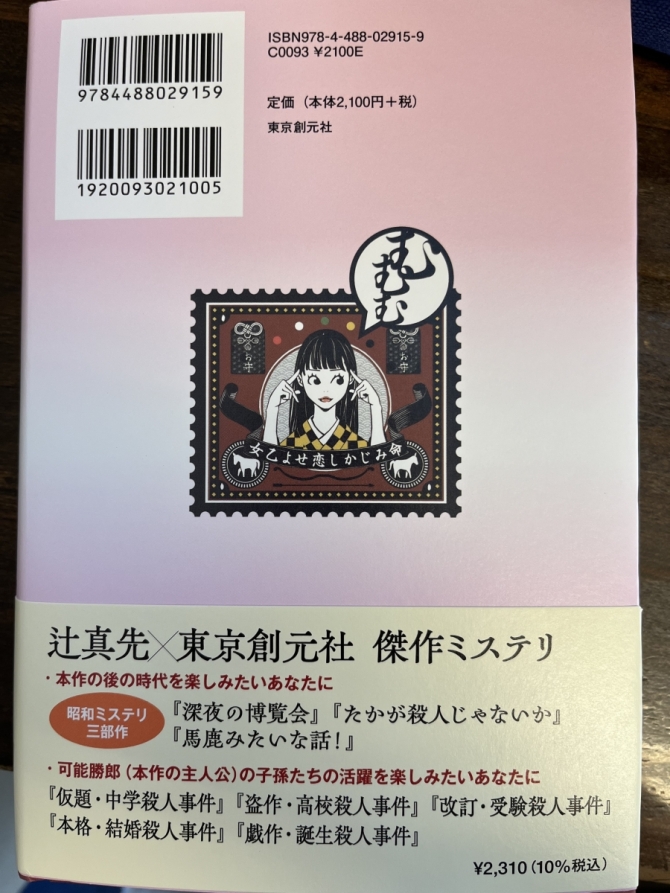 ISBN978-4-488-02915-9
C0093 ¥2100E
9784488029159
定価（本体2,100円＋税）
東京創元社
1920093021005
むむむ
お守
お守
女乙よせ恋しかじみ命
辻真先×東京創元社 傑作ミステリ
・本作の後の時代を楽しみたいあなたに
昭和ミステリ
三部作
『深夜の博覧会』『たかが殺人じゃないか』
『馬鹿みたいな話！』
・可能勝郎（本作の主人公）の子孫たちの活躍を楽しみたいあなたに
『仮題・中学殺人事件』『盗作・高校殺人事件』『改訂・受験殺人事件』
『本格・結婚殺人事件』『戯作・誕生殺人事件』
¥2,310（10％税込）